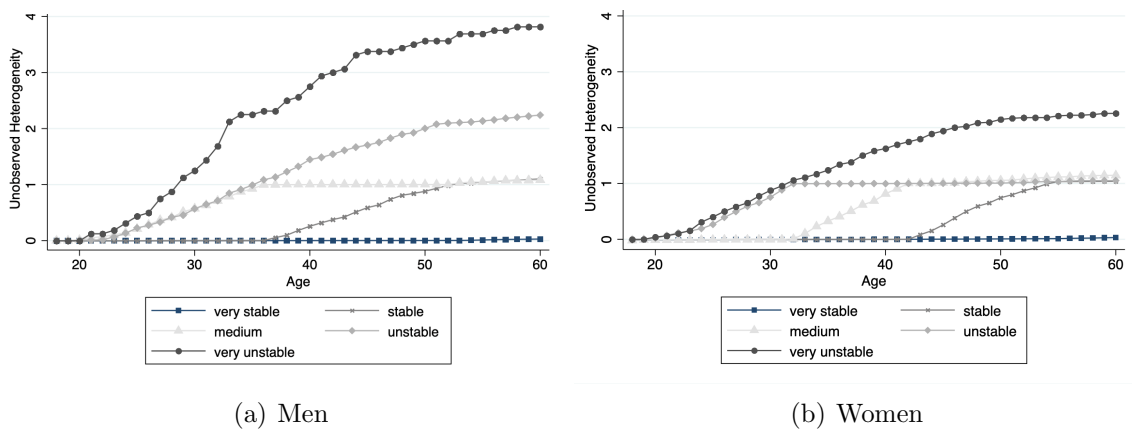 Unobserved Heterogeneity
4
3
2
1
0
20 30 40 50 60
Age
very stable stable
medium unstable
very unstable
(a) Men
Unobserved Heterogeneity
4
3
2
1
0
20 30 40 50 60
Age
very stable stable
medium unstable
very unstable
(b) Women